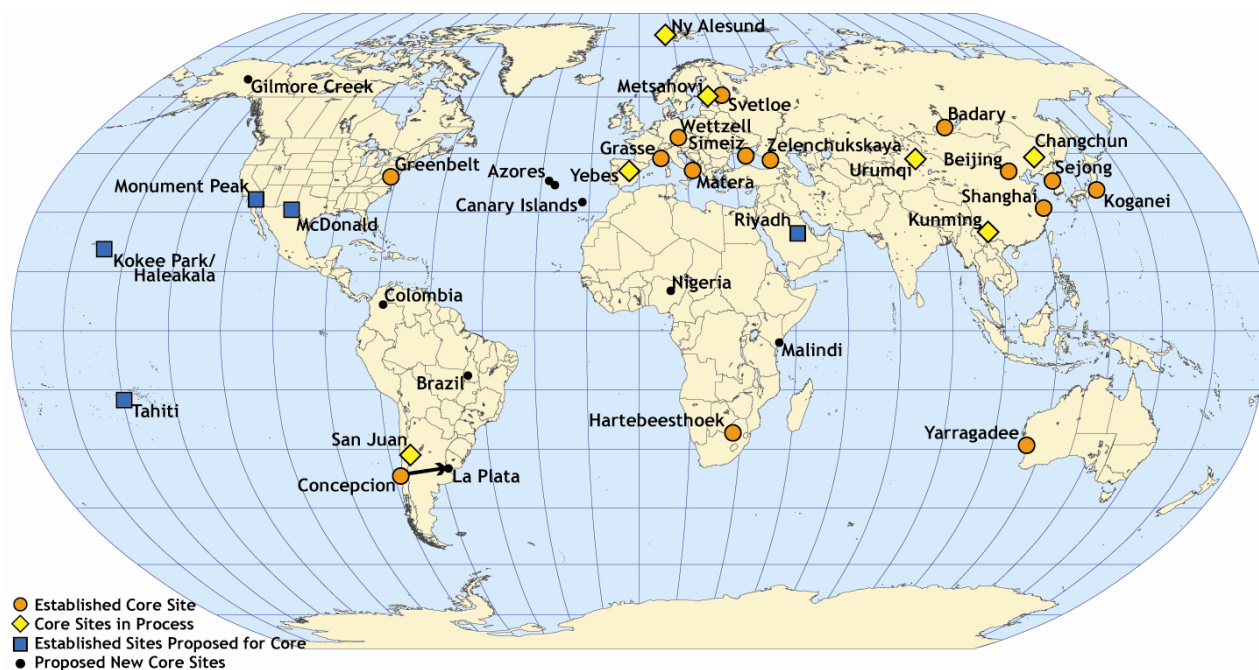 Ny Alesund
Gilmore Creek
Metsahovi
Svetloe
Badary
Wettzell
Simeiz
Zelenchukskaya
Changchun
Grasse
Greenbelt
Urumqi
Beijing
Sejong
Azores
Yebes
Matera
Monument Peak
Shanghai
Koganei
Canary Islands
McDonald
Riyadh
Kunming
Kokee Park/
Haleakala
Nigeria
Colombia
Malindi
Brazil
Tahiti
Hartebeesthoek
Yarragadee
San Juan
Concepcion
La Plata
Established Core Site
Core Sites in Process
Established Sites Proposed for Core
Proposed New Core Sites